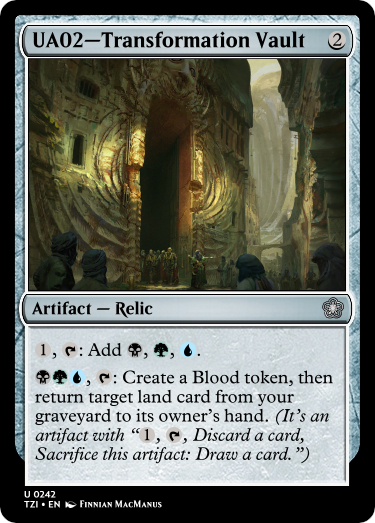 UA02—Transformation Vault 2
Artifact — Relic
1, T: Add B, G, U.
BGU, T: Create a Blood token, then
return target land card from your
graveyard to its owner's hand. (It's an
artifact with “1, T, Discard a card,
Sacrifice this artifact: Draw a card.”)
U 0242
TZI • EN Finnian MacManus